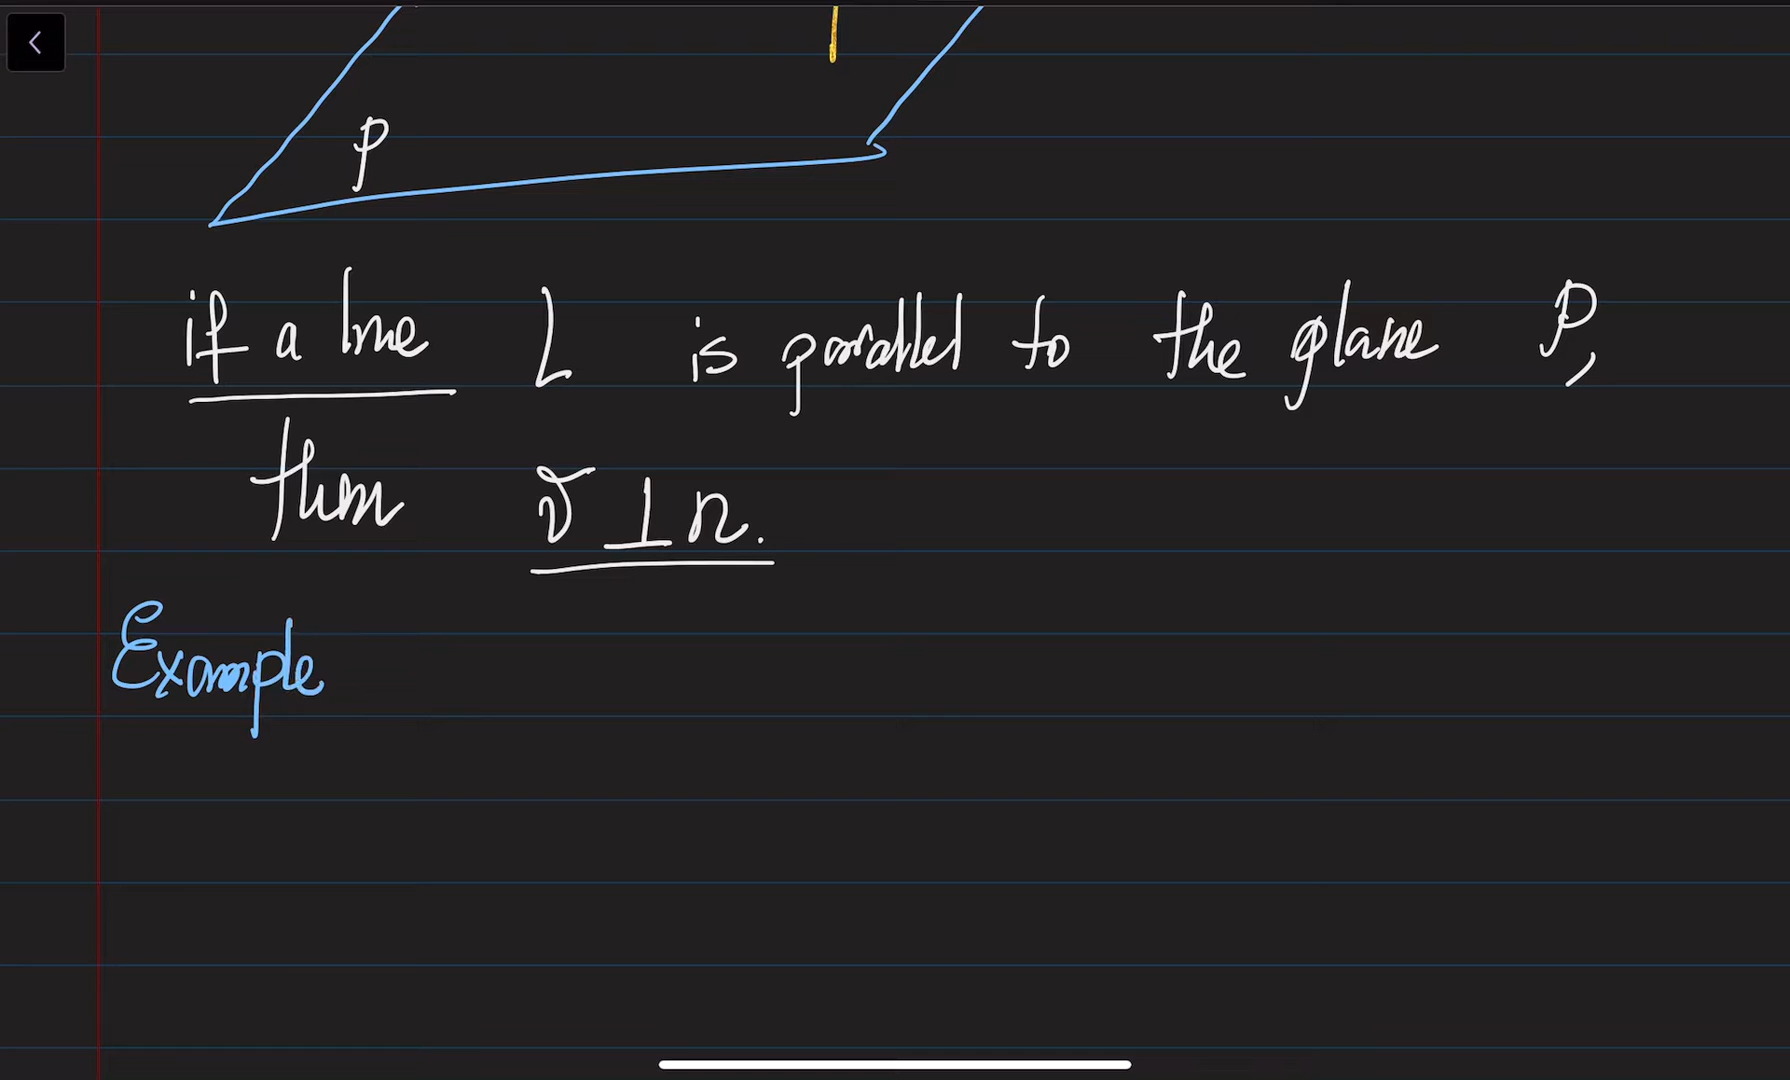 P
if a line L is parallel to the plane P,
then v ⊥ n.
Example